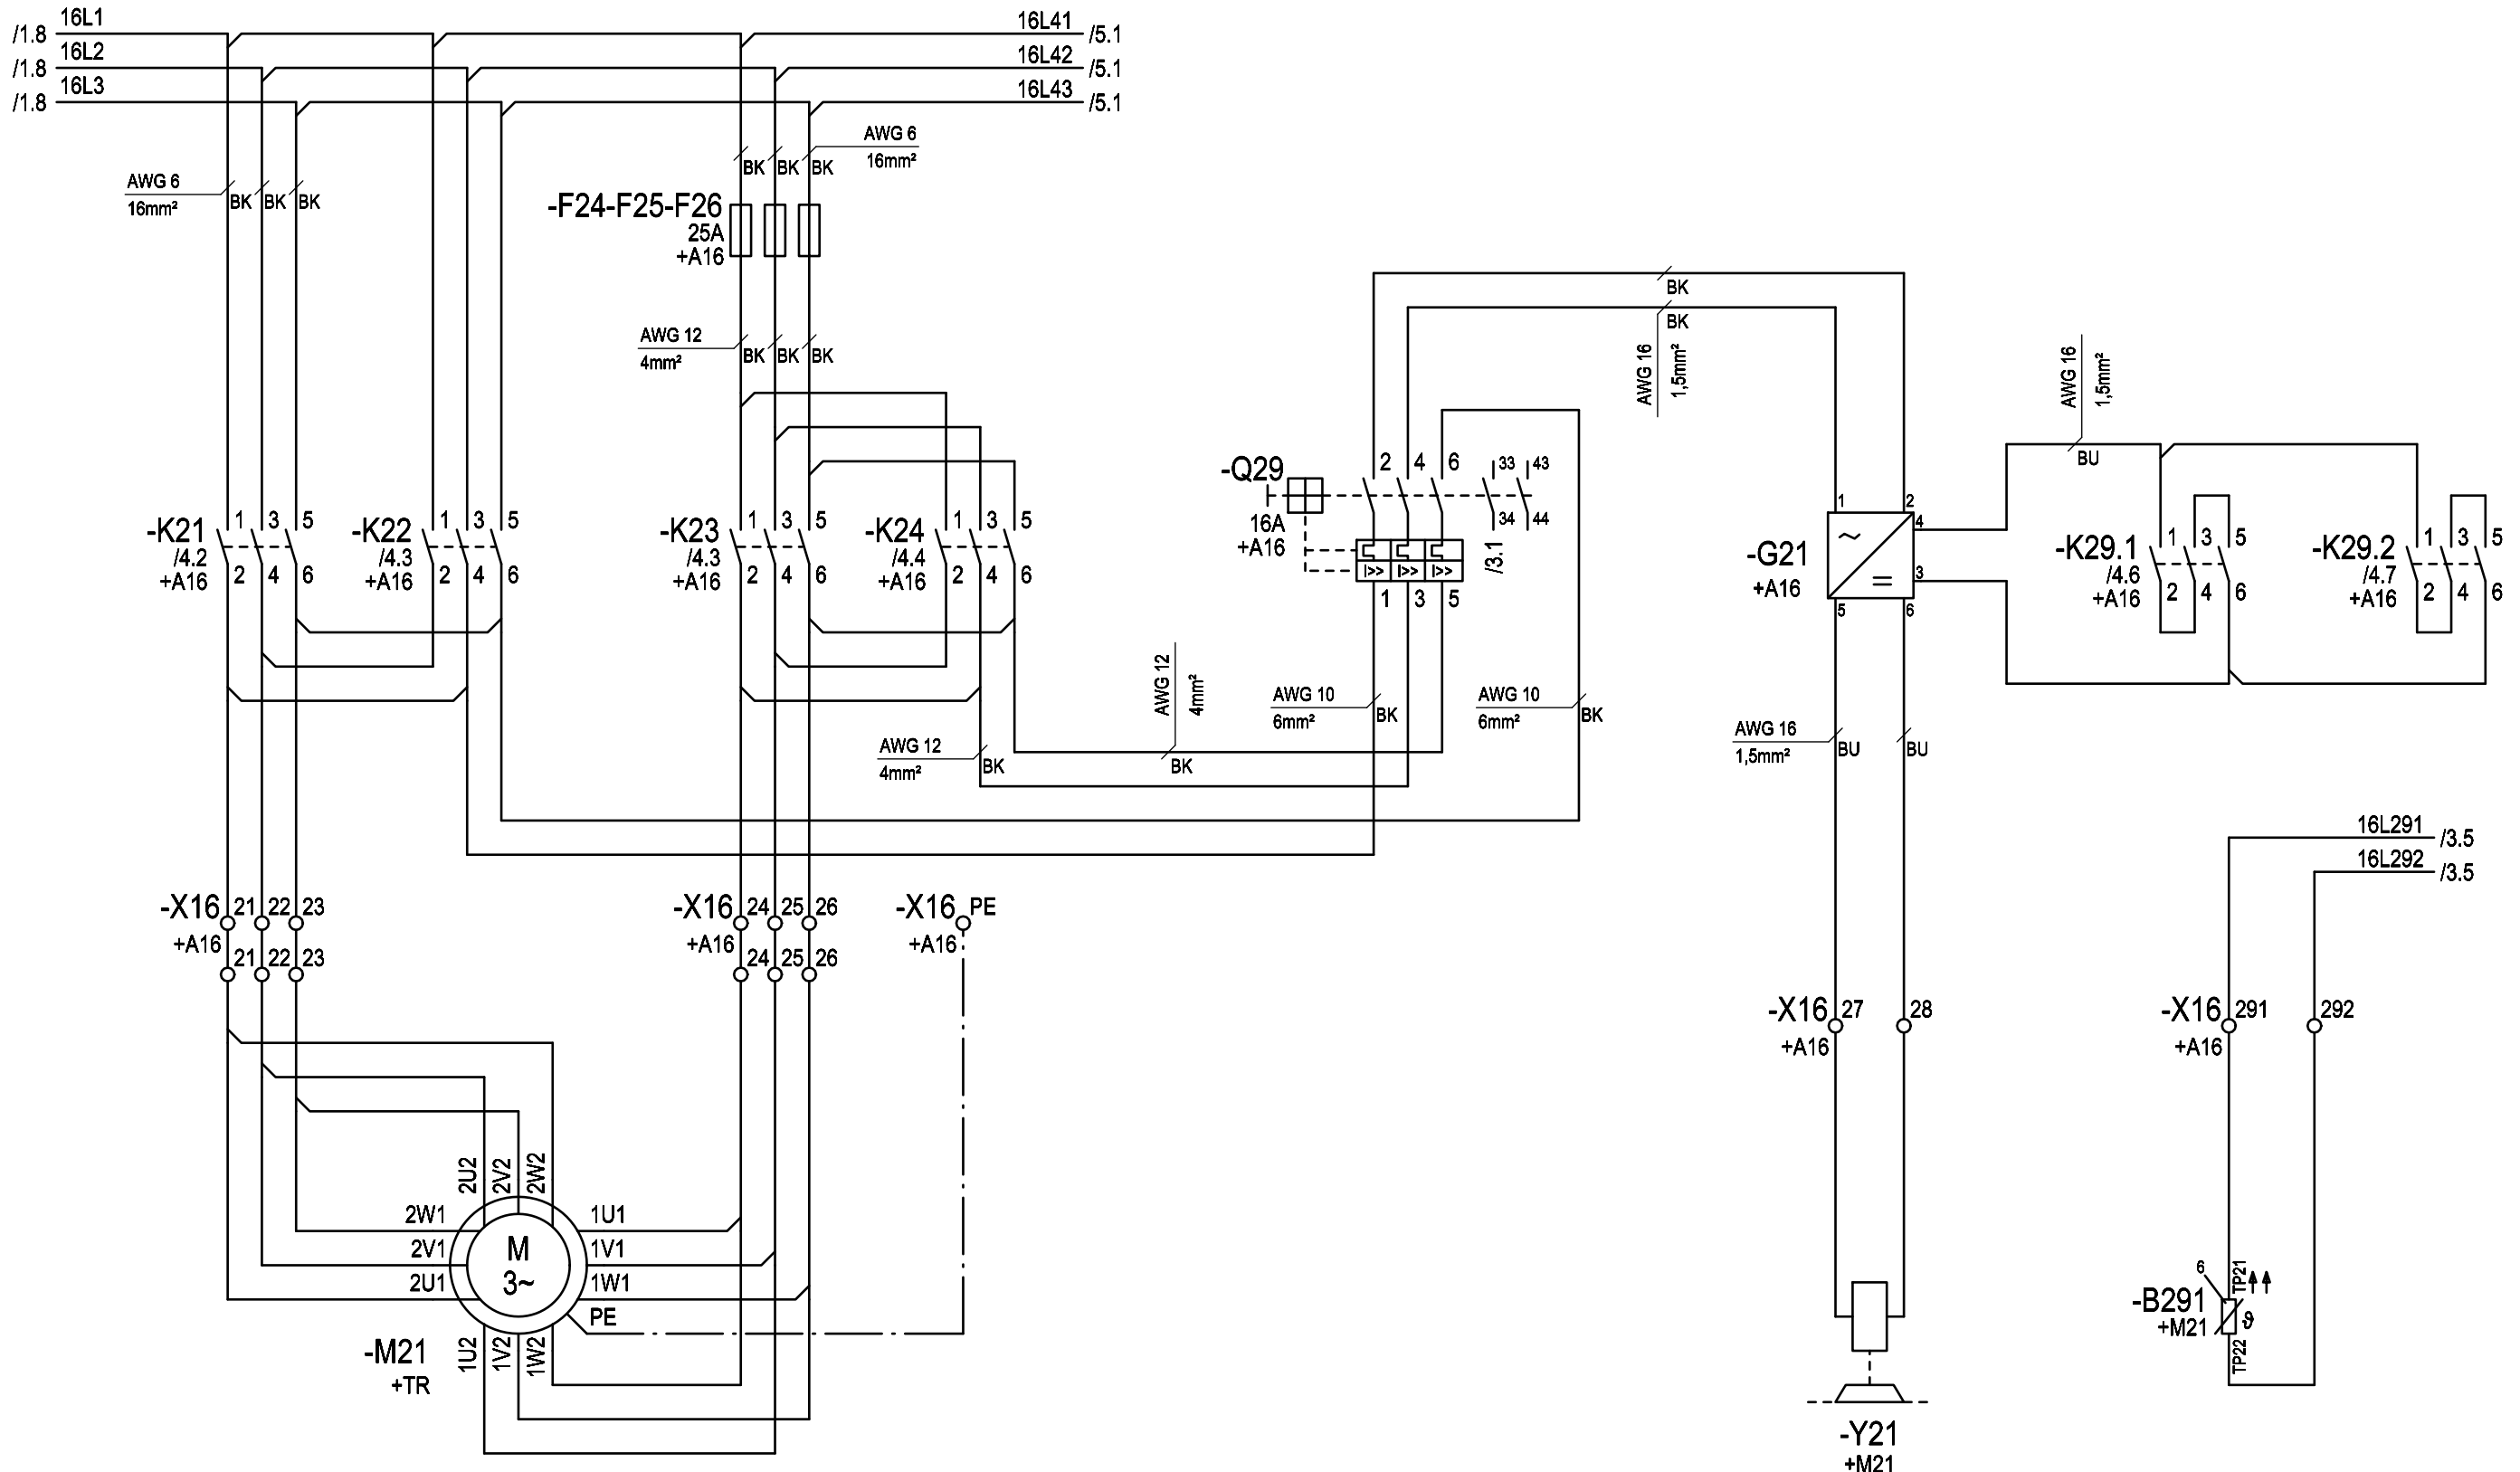 16L1
/1.8
16L2
/1.8
16L3
/1.8
16L41
/5.1
16L42
/5.1
16L43
/5.1
AWG 6
16mm²
BK BK BK
AWG 6
16mm²
BK BK BK
-F24-F25-F26
25A
+A16
AWG 12
4mm²
BK BK BK
BK
BK
AWG 16
1,5mm²
AWG 16
1,5mm²
BU
-K21
/4.2
+A16
1 3 5
2 4 6
-K22
/4.3
+A16
1 3 5
2 4 6
-K23
/4.3
+A16
1 3 5
2 4 6
-K24
/4.4
+A16
1 3 5
2 4 6
-Q29
16A
+A16
2 4 6
33 43
34 44
I>> I>> I>>
/3.1
1 3 5
-G21
+A16
1 2
4
3
5 6
~
=
-K29.1
/4.6
+A16
1 3 5
2 4 6
-K29.2
/4.7
+A16
1 3 5
2 4 6
AWG 12
4mm²
BK
AWG 12
4mm²
BK
AWG 10
6mm²
BK
AWG 10
6mm²
BK
AWG 16
1,5mm²
BU BU
16L291
/3.5
16L292
/3.5
-X16
+A16
21 22 23
21 22 23
-X16
+A16
24 25 26
24 25 26
-X16
+A16
PE
-X16
+A16
27 28
-X16
+A16
291 292
2U2 2V2 2W2
2W1
2V1
2U1
M
3~
1U1
1V1
1W1
PE
1U2 1V2 1W2
-M21
+TR
-Y21
+M21
6
TP21
-B291
+M21
ϑ
TP22